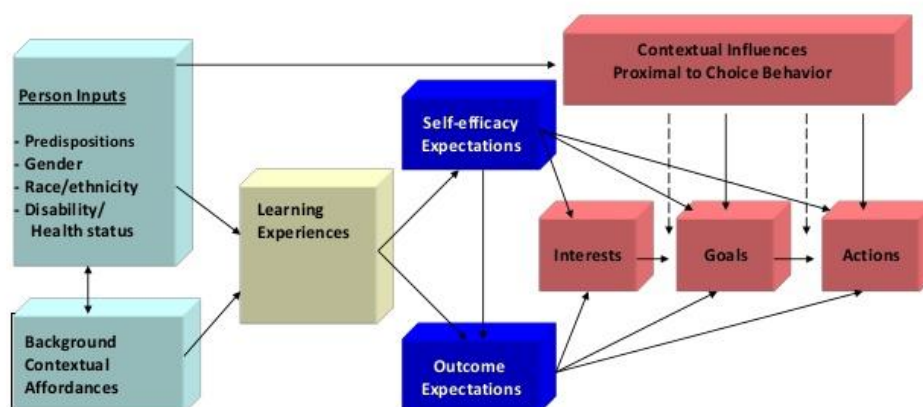 Contextual Influences
Proximal to Choice Behavior
Person Inputs
- Predispositions
- Gender
- Race/ethnicity
- Disability/
Health status
Self-efficacy
Expectations
Learning
Experiences
Interests
Goals
Actions
Background
Contextual
Affordances
Outcome
Expectations